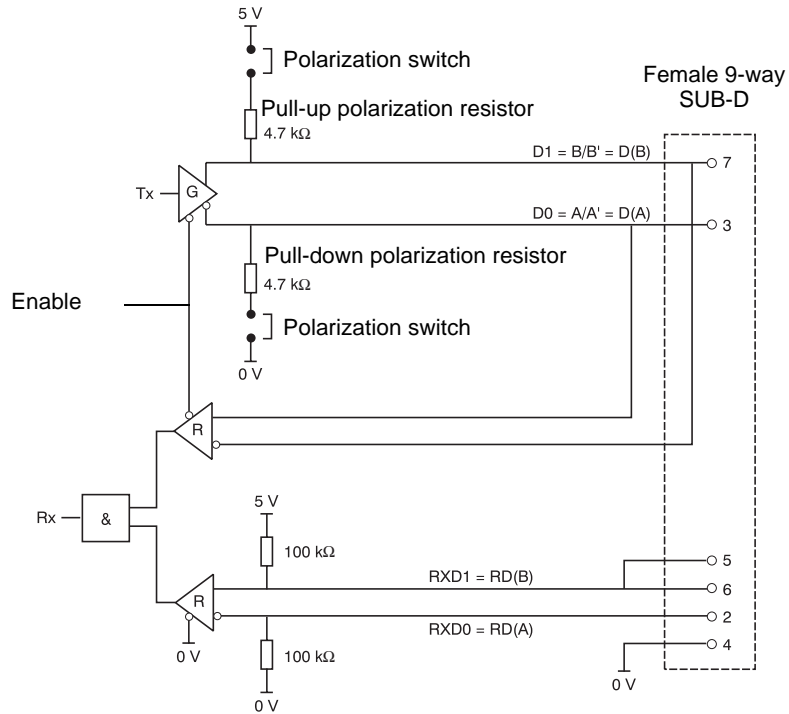 5 V
Polarization switch
Female 9-way
SUB-D
Pull-up polarization resistor
4.7 kΩ
D1 = B/B' = D(B)
7
Tx
G
D0 = A/A' = D(A)
3
Pull-down polarization resistor
4.7 kΩ
Enable
Polarization switch
0 V
R
5 V
Rx
&
100 kΩ
5
RXD1 = RD(B)
6
R
2
RXD0 = RD(A)
4
0 V
100 kΩ
0 V
0 V